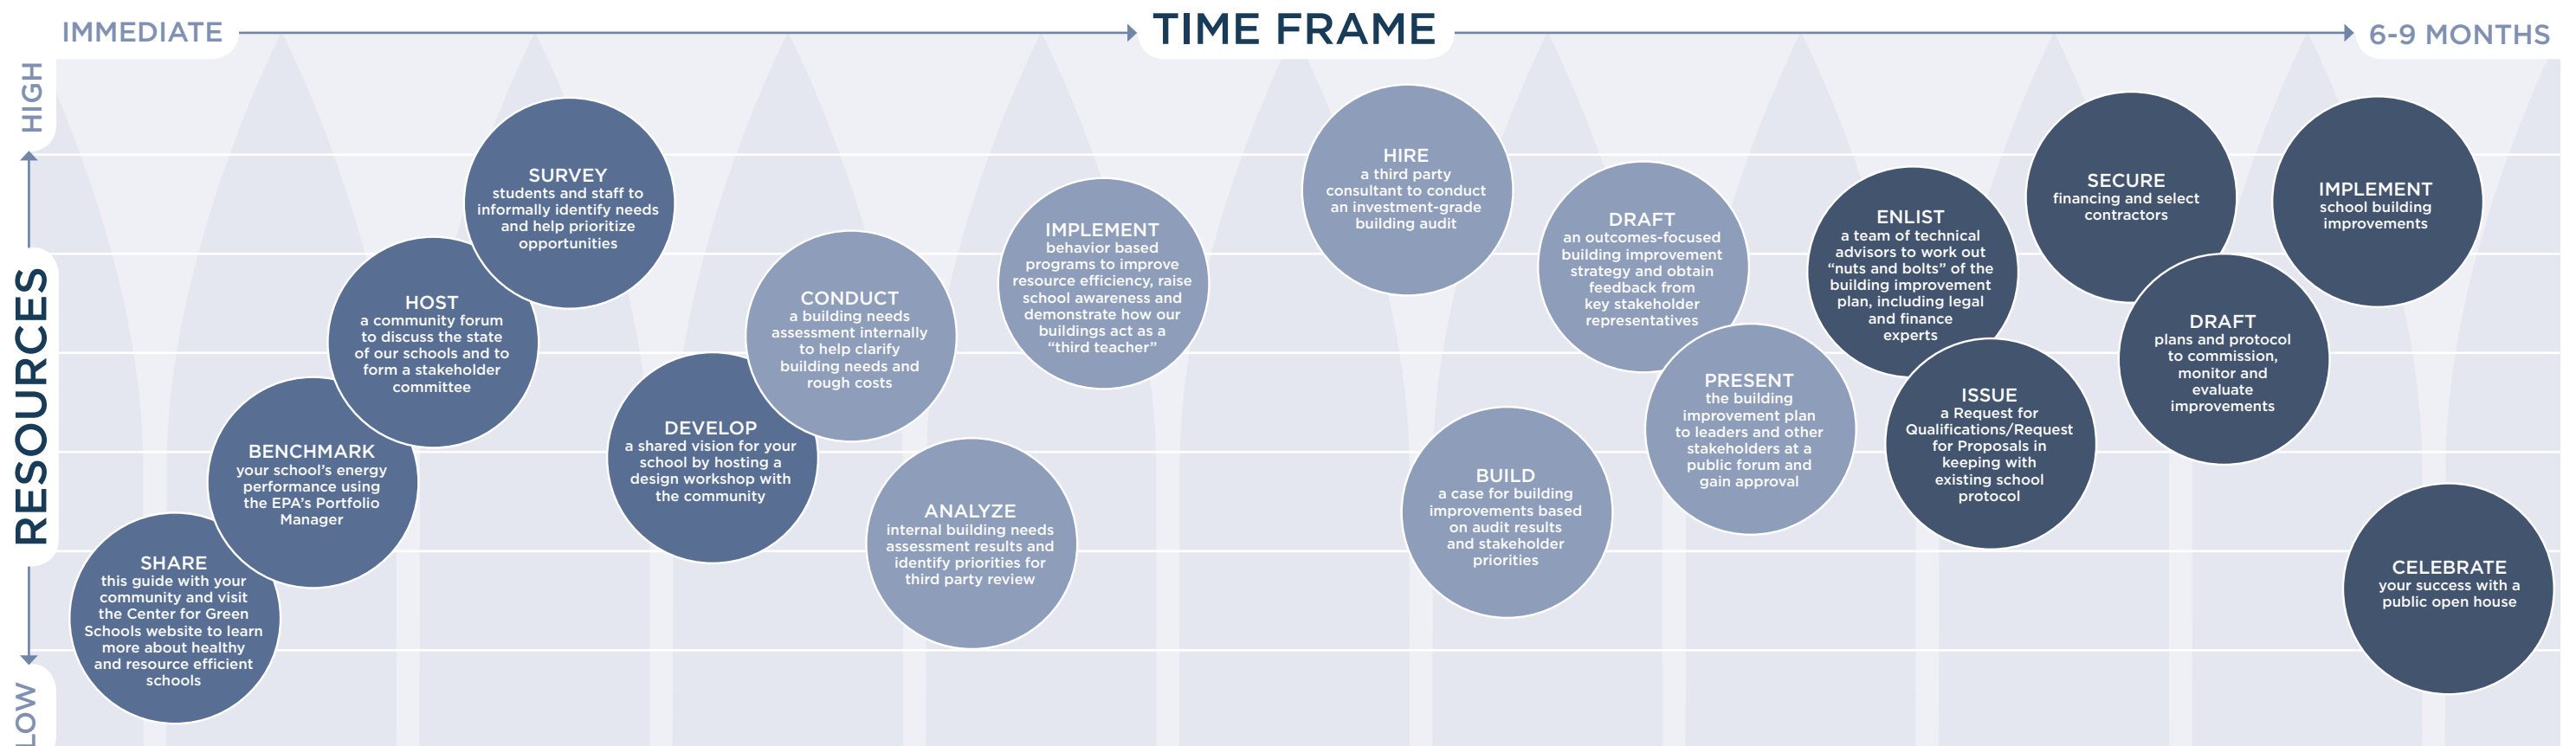 IMMEDIATE
TIME FRAME
6-9 MONTHS
HIGH
RESOURCES
LOW
SHARE
this guide with your
community and visit
the Center for Green
Schools website to learn
more about healthy
and resource efficient
schools
BENCHMARK
your school’s energy
performance using
the EPA’s Portfolio
Manager
HOST
a community forum
to discuss the state
of our schools and to
form a stakeholder
committee
SURVEY
students and staff to
informally identify needs
and help prioritize
opportunities
DEVELOP
a shared vision for your
school by hosting a
design workshop with
the community
CONDUCT
a building needs
assessment internally
to help clarify
building needs and
rough costs
ANALYZE
internal building needs
assessment results and
identify priorities for
third party review
IMPLEMENT
behavior based
programs to improve
resource efficiency, raise
school awareness and
demonstrate how our
buildings act as a
“third teacher”
HIRE
a third party
consultant to conduct
an investment-grade
building audit
BUILD
a case for building
improvements based
on audit results
and stakeholder
priorities
DRAFT
an outcomes-focused
building improvement
strategy and obtain
feedback from
key stakeholder
representatives
PRESENT
the building
improvement plan
to leaders and other
stakeholders at a
public forum and
gain approval
ENLIST
a team of technical
advisors to work out
“nuts and bolts” of the
building improvement
plan, including legal
and finance
experts
ISSUE
a Request for
Qualifications/Request
for Proposals in
keeping with
existing school
protocol
SECURE
financing and select
contractors
DRAFT
plans and protocol
to commission,
monitor and
evaluate
improvements
IMPLEMENT
school building
improvements
CELEBRATE
your success with a
public open house